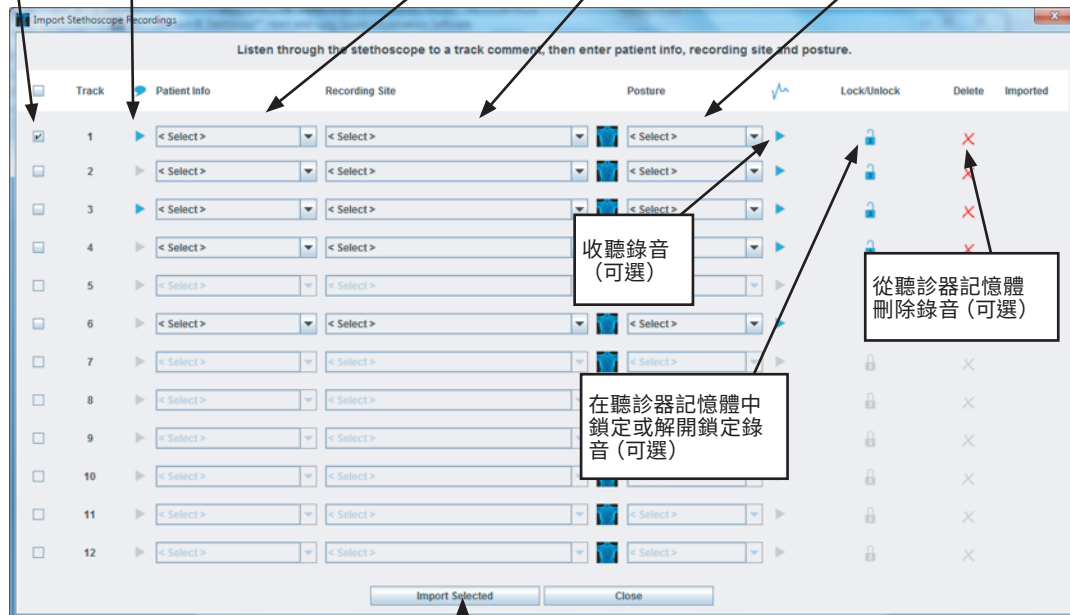 Import Stethoscope Recordings
Listen through the stethoscope to a track comment, then enter patient info, recording site and posture.
Track Patient Info Recording Site Posture Lock/Unlock Delete Imported
1 < Select > < Select > < Select >
2 < Select > < Select > < Select >
3 < Select > < Select > < Select >
4 < Select > < Select >
收聽錄音
（可選）
5 < Select > < Select >
從聽診器記憶體
刪除錄音（可選）
6 < Select > < Select > < Select >
7 < Select > < Select > < Select >
8 < Select > < Select >
在聽診器記憶體中
鎖定或解開鎖定錄
音（可選）
9 < Select > < Select >
10 < Select > < Select >
11 < Select > < Select > < Select >
12 < Select > < Select > < Select >
Import Selected Close